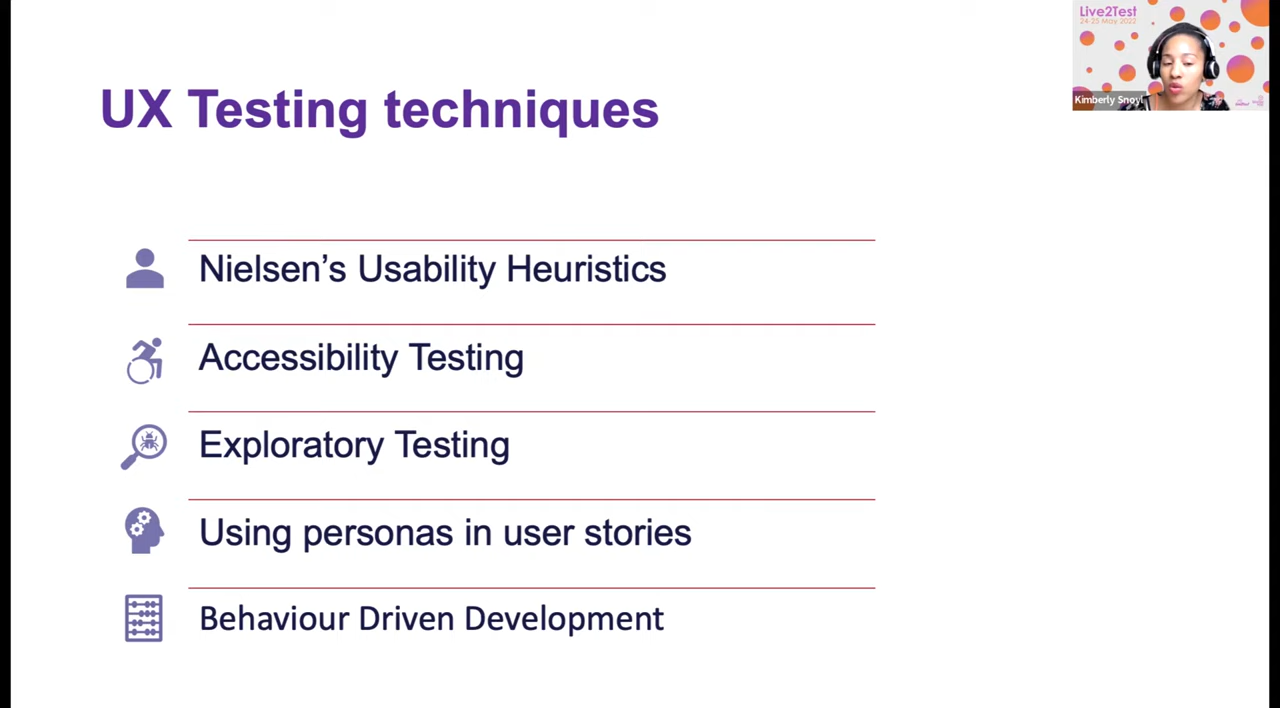 Live2Test
24-25 May 2022
Kimberly Snoyl
UX Testing techniques
Nielsen’s Usability Heuristics
Accessibility Testing
Exploratory Testing
Using personas in user stories
Behaviour Driven Development